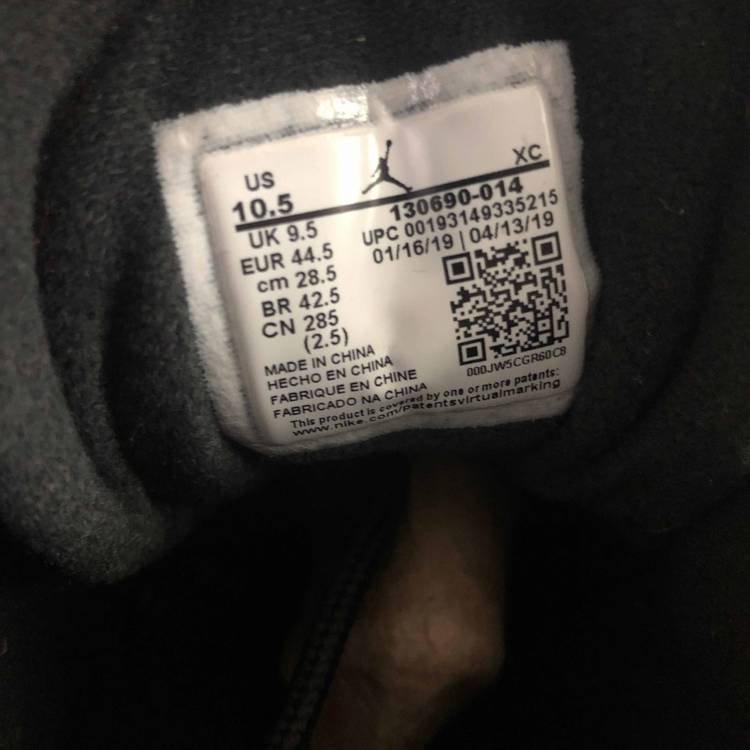 US
10.5
XC
UK 9.5
EUR 44.5
cm 28.5
BR 42.5
CN 285
(2.5)
130690-014
UPC 00193149335215
01/16/19 | 04/13/19
000JW5CGR60C8
MADE IN CHINA
HECHO EN CHINA
FABRIQUE EN CHINE
FABRICADO NA CHINA
This product is covered by one or more patents:
www.nike.com/Patentsvirtualmarking